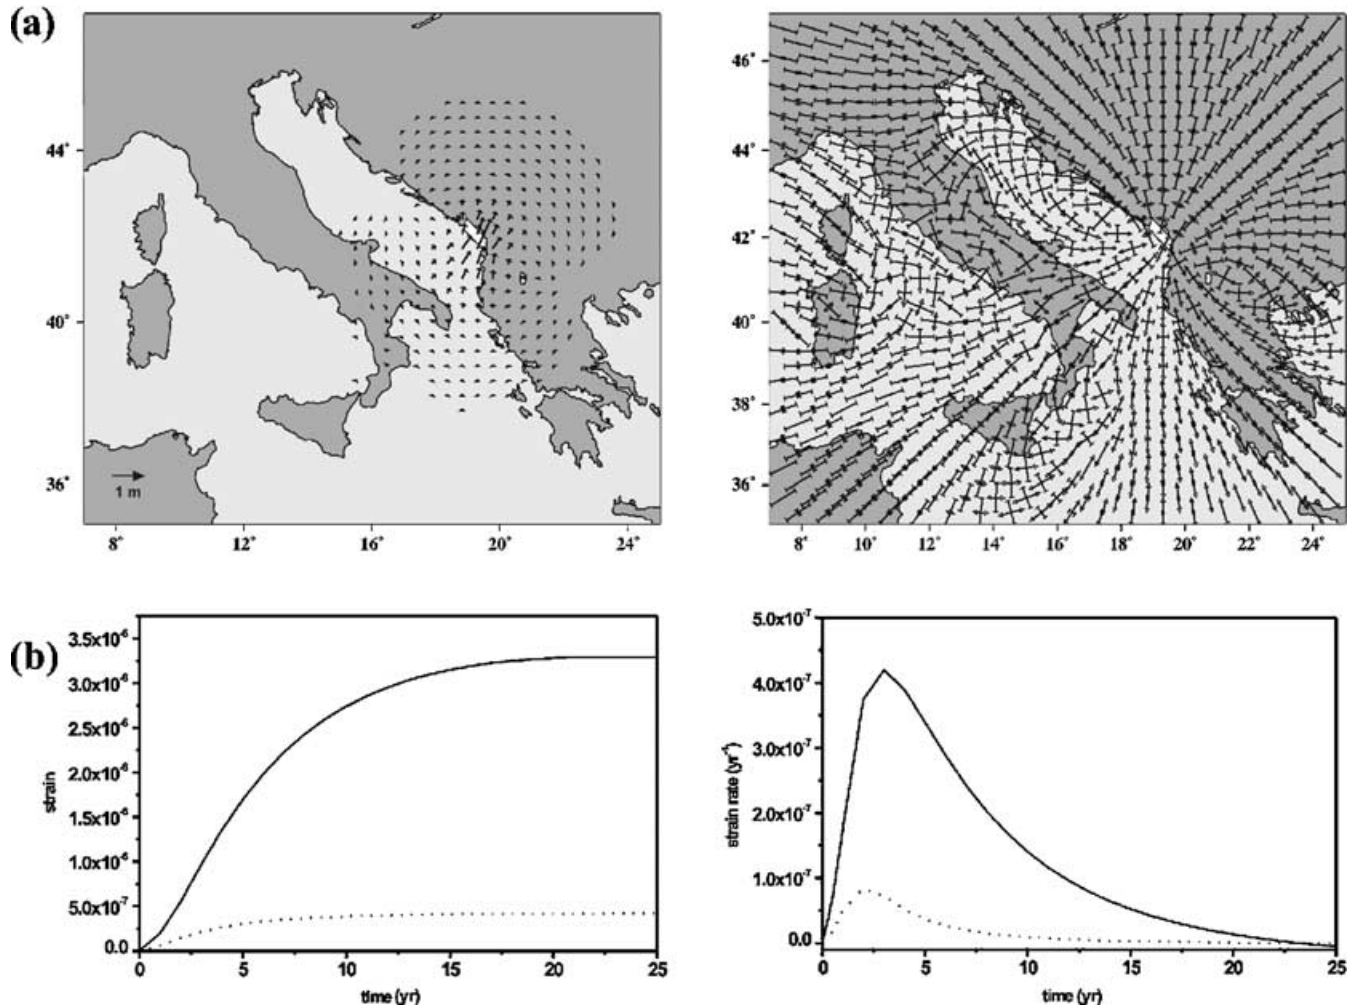 (a)
44°
40°
36°
1 m
8° 12° 16° 20° 24°
46°
44°
42°
40°
38°
36°
8° 10° 12° 14° 16° 18° 20° 22° 24°
(b)
strain
3.5x10^-6
3.0x10^-6
2.5x10^-6
2.0x10^-6
1.5x10^-6
1.0x10^-6
5.0x10^-7
0.0
0 5 10 15 20 25
time (yr)
strain rate (yr^-1)
5.0x10^-7
4.0x10^-7
3.0x10^-7
2.0x10^-7
1.0x10^-7
0.0
0 5 10 15 20 25
time (yr)